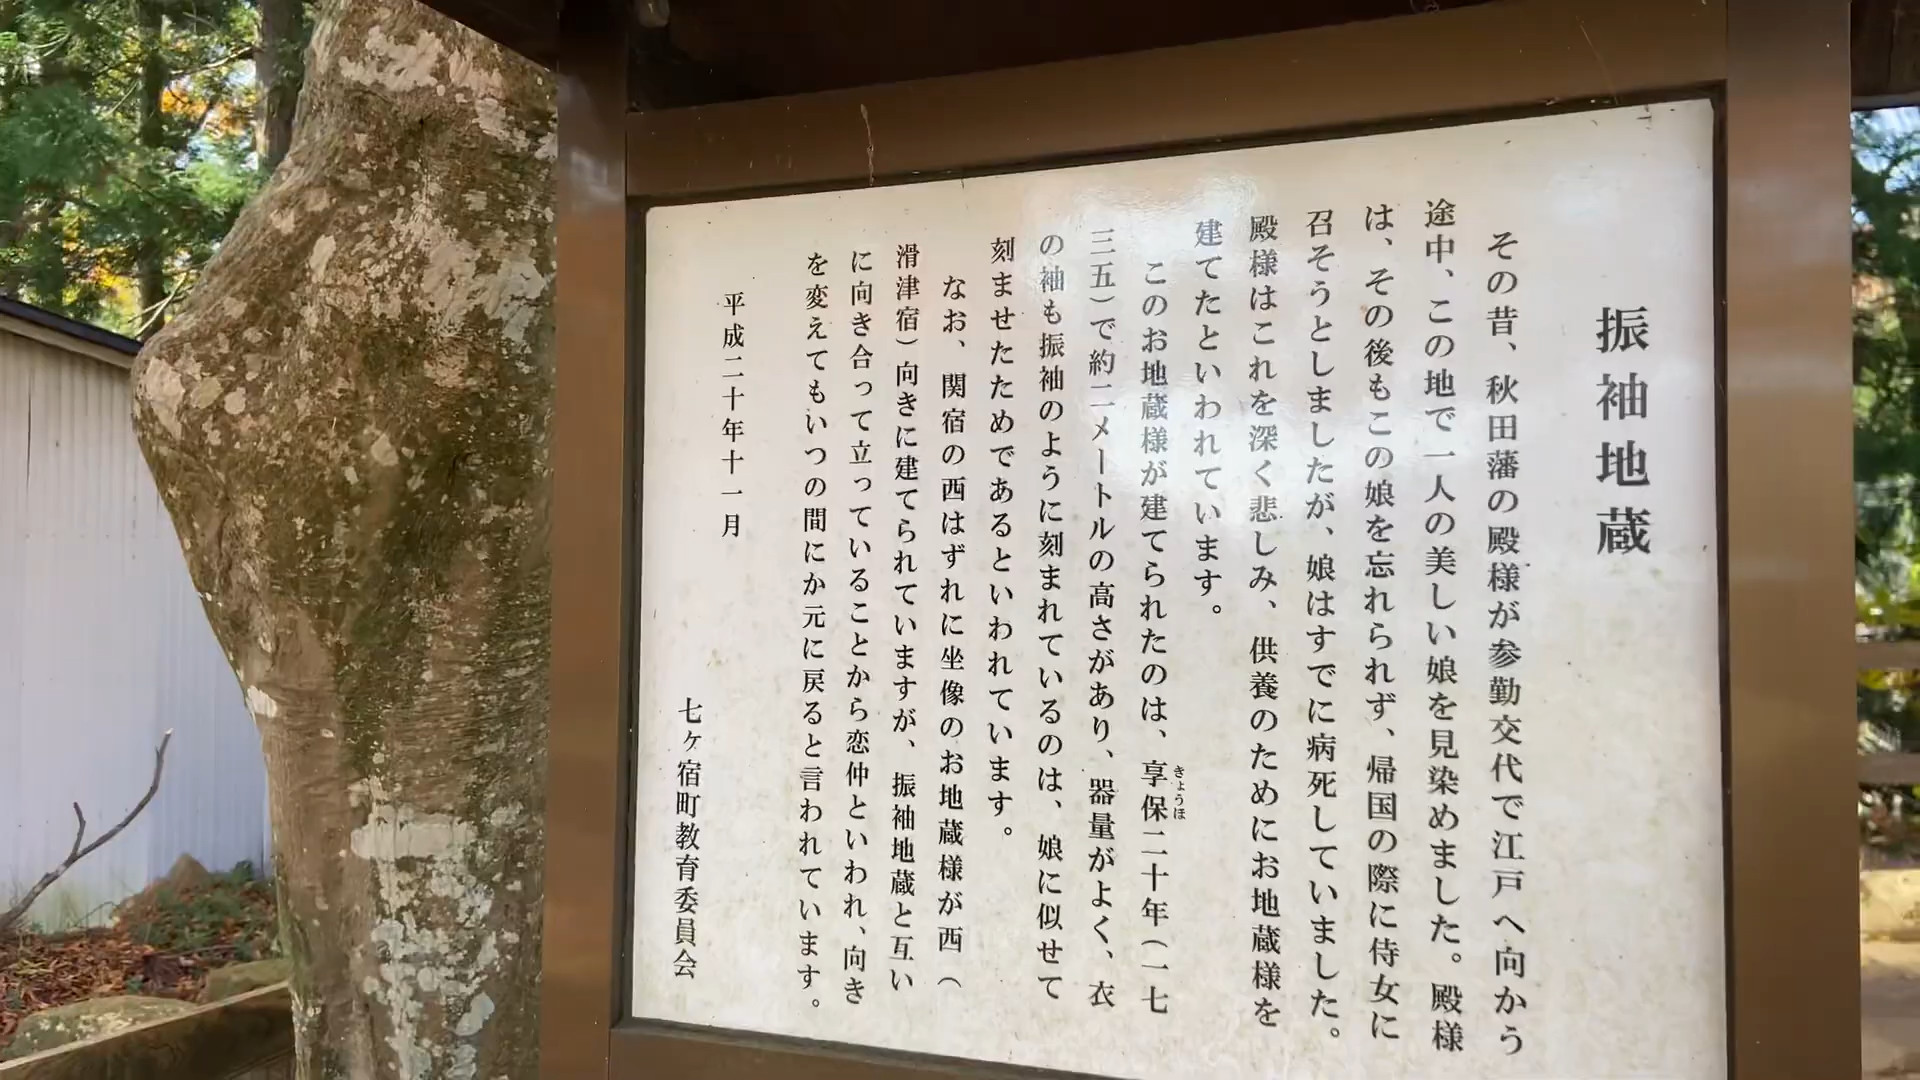 振袖地蔵
その昔、秋田藩の殿様が参勤交代で江戸へ向かう
途中、この地で一人の美しい娘を見染めました。殿様
は、その後もこの娘を忘れられず、帰国の際に侍女に
召そうとしましたが、娘はすでに病死していました。
殿様はこれを深く悲しみ、供養のためにお地蔵様を
建てたといわれています。
このお地蔵様が建てられたのは、享保二十年(一七
きょうほ
三五)で約二メートルの高さがあり、器量がよく、衣
の袖も振袖のように刻まれているのは、娘に似せて
刻ませたためであるといわれています。
なお、関宿の西はずれに坐像のお地蔵様が西(
滑津宿)向きに建てられていますが、振袖地蔵と互い
に向き合って立っていることから恋仲といわれ、向き
を変えてもいつの間にか元に戻ると言われています。
平成二十年十一月
七ヶ宿町教育委員会